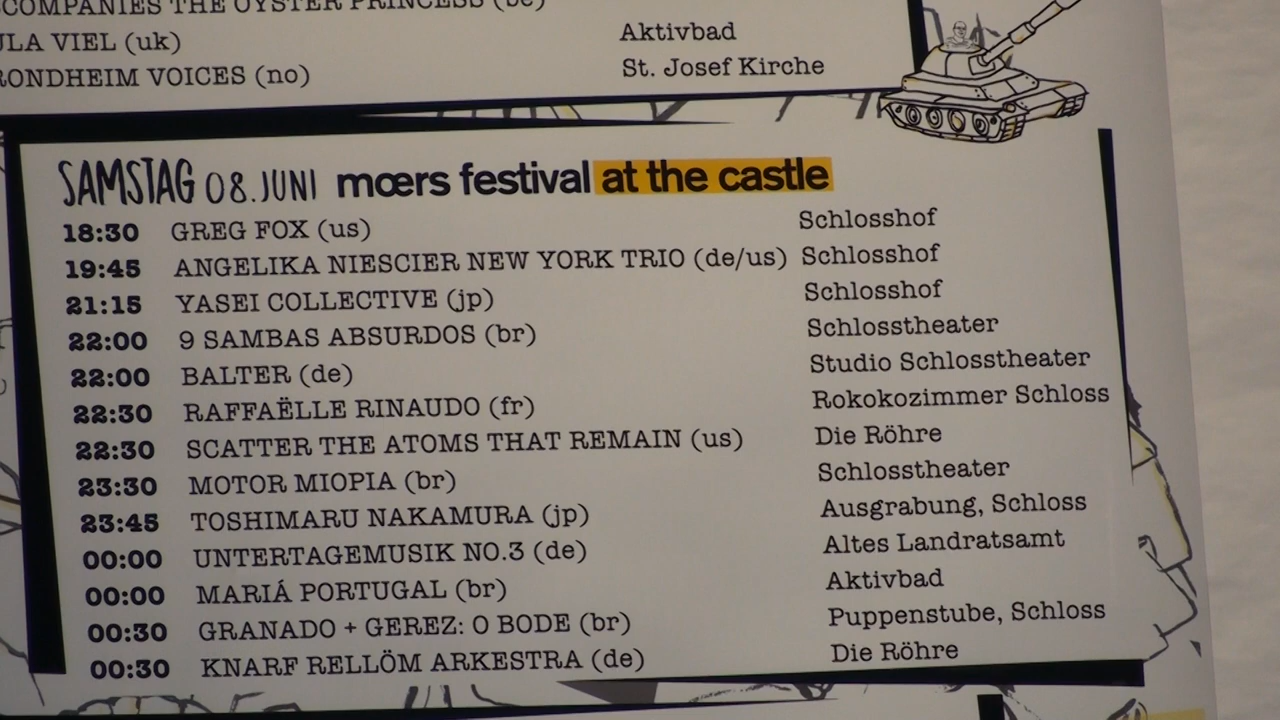 COMPANIES THE OYSTER PRINCESS (be)
ULA VIEL (uk) Aktivbad
RONDHEIM VOICES (no) St. Josef Kirche
SAMSTAG 08. JUNI mœrs festival at the castle
18:30 GREG FOX (us) Schlosshof
19:45 ANGELIKA NIESCIER NEW YORK TRIO (de/us) Schlosshof
21:15 YASEI COLLECTIVE (jp) Schlosshof
22:00 9 SAMBAS ABSURDOS (br) Schlosstheater
22:00 BALTER (de) Studio Schlosstheater
22:30 RAFFAËLLE RINAUDO (fr) Rokokozimmer Schloss
22:30 SCATTER THE ATOMS THAT REMAIN (us) Die Röhre
23:30 MOTOR MIOPIA (br) Schlosstheater
23:45 TOSHIMARU NAKAMURA (jp) Ausgrabung, Schloss
00:00 UNTERTAGEMUSIK NO.3 (de) Altes Landratsamt
00:00 MARIÁ PORTUGAL (br) Aktivbad
00:30 GRANADO + GEREZ: O BODE (br) Puppenstube, Schloss
00:30 KNARF RELLÖM ARKESTRA (de) Die Röhre